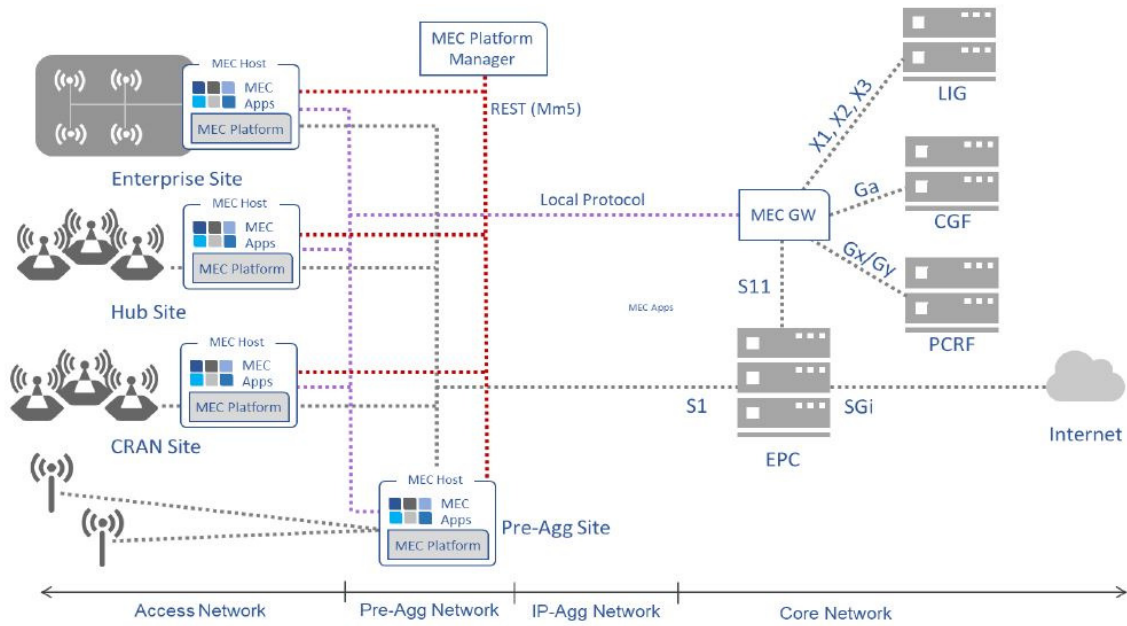 MEC Platform
Manager
REST (Mm5)
MEC Host
MEC
Apps
MEC Platform
Enterprise Site
MEC Host
MEC
Apps
MEC Platform
Hub Site
MEC Host
MEC
Apps
MEC Platform
CRAN Site
MEC Host
MEC
Apps
MEC Platform
Pre-Agg Site
Local Protocol
MEC Apps
MEC GW
X1, X2, X3
LIG
Ga
CGF
Gx/Gy
PCRF
S11
S1
EPC
SGi
Internet
Access Network
Pre-Agg Network
IP-Agg Network
Core Network